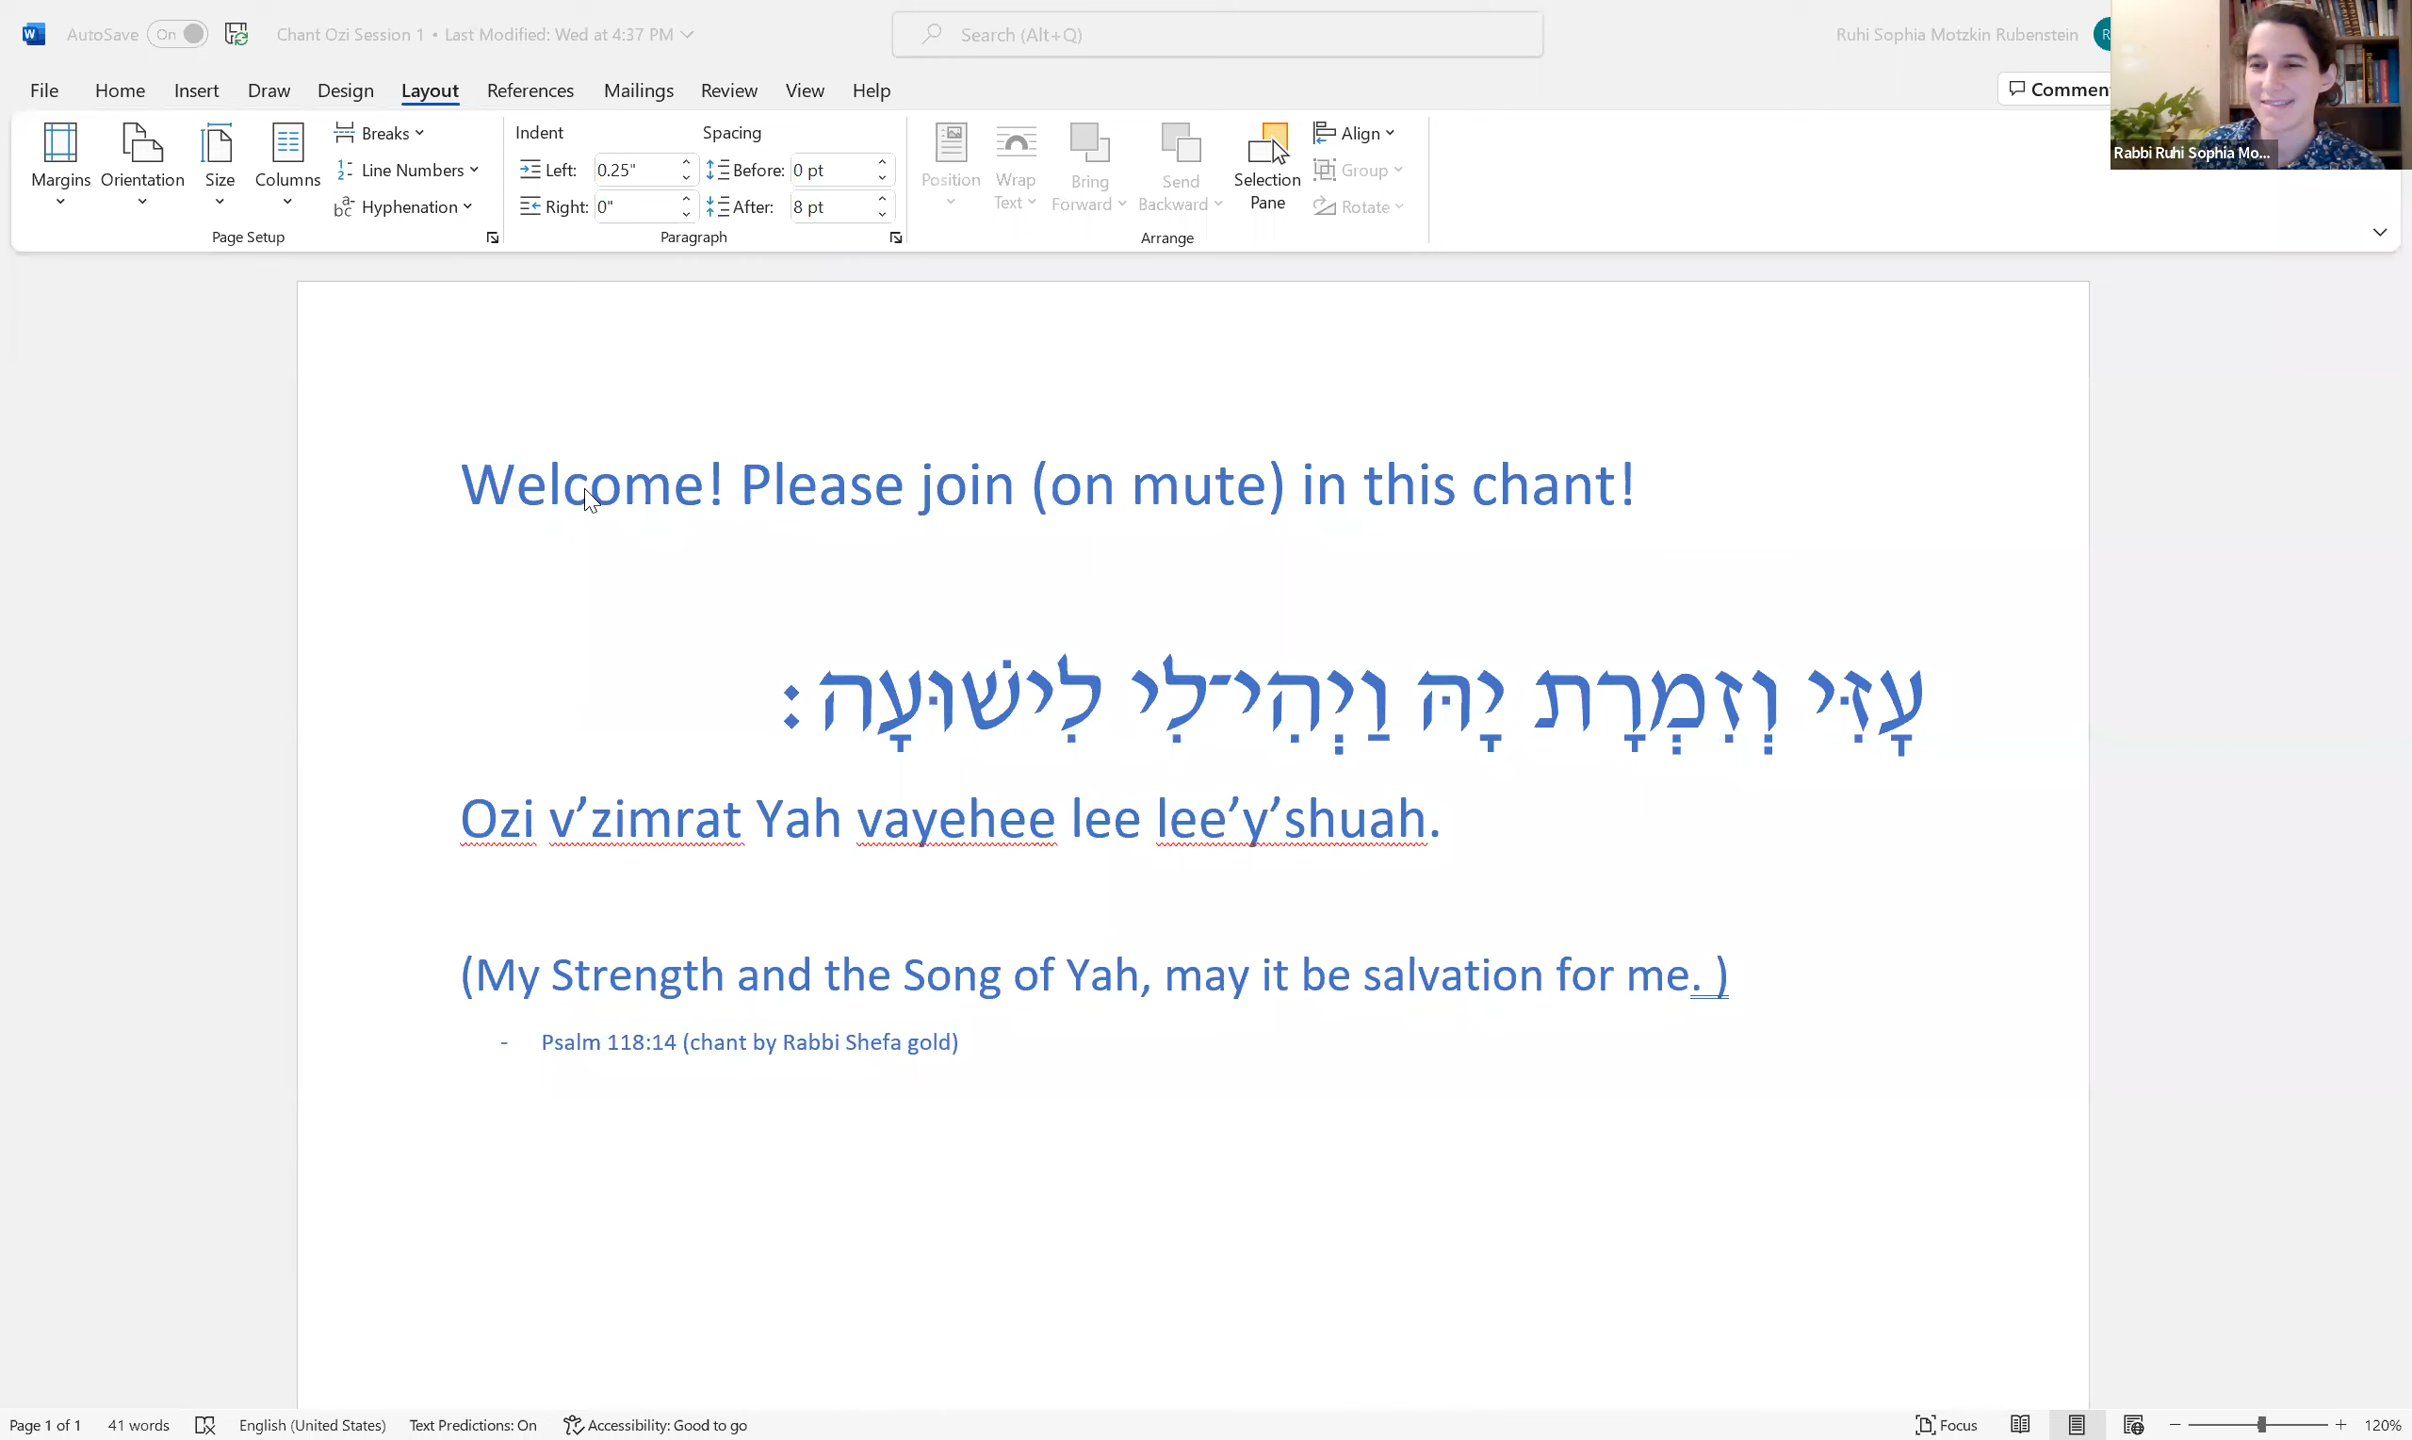 AutoSave On Chant Ozi Session 1 • Last Modified: Wed at 4:37 PM Search (Alt+Q) Ruhi Sophia Motzkin Rubenstein R
File Home Insert Draw Design Layout References Mailings Review View Help
Rabbi Ruhi Sophia Mo...
Breaks Indent Spacing Align
Line Numbers Left: 0.25" Before: 0 pt Group
Margins Orientation Size Columns Position Wrap Text Bring Forward Send Backward Selection Pane
Hyphenation Right: 0" After: 8 pt Rotate
Page Setup Paragraph Arrange
Welcome! Please join (on mute) in this chant!
עָזִּי וְזִמְרָת יָהּ וַיְהִי־לִי לִישׁוּעָה׃
Ozi v’zimrat Yah vayehee lee lee’y’shuah.
(My Strength and the Song of Yah, may it be salvation for me. )
- Psalm 118:14 (chant by Rabbi Shefa gold)
Page 1 of 1 41 words English (United States) Text Predictions: On Accessibility: Good to go Focus 120%